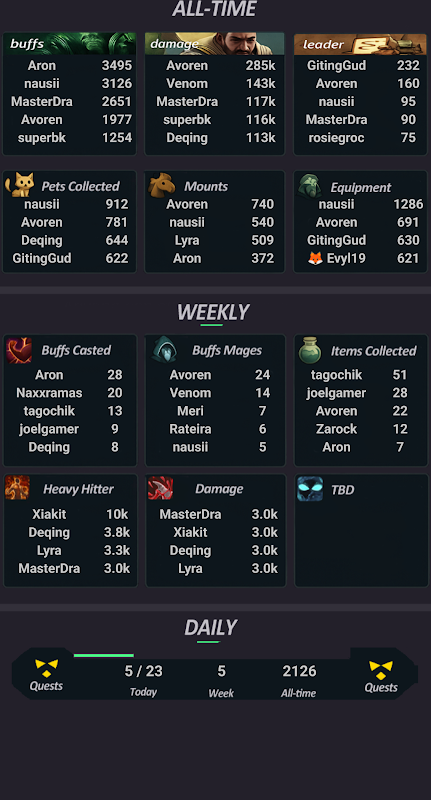 ALL-TIME
buffs damage leader
Aron 3495 Avoren 285k GitingGud 232
nausii 3126 Venom 143k Avoren 160
MasterDra 2651 MasterDra 117k nausii 95
Avoren 1977 superbk 116k MasterDra 90
superbk 1254 Deqing 113k rosiegroc 75
Pets Collected Mounts Equipment
nausii 912 Avoren 740 nausii 1286
Avoren 781 nausii 540 Avoren 691
Deqing 644 Lyra 509 GitingGud 630
GitingGud 622 Aron 372 🦊 Evyl19 621
WEEKLY
Buffs Casted Buffs Mages Items Collected
Aron 28 Avoren 24 tagochik 51
Naxxramas 20 Venom 14 joelgamer 28
tagochik 13 Meri 7 Avoren 22
joelgamer 9 Rateira 6 Zarock 12
Deqing 8 nausii 5 Aron 7
Heavy Hitter Damage TBD
Xiakit 10k MasterDra 3.0k
Deqing 3.8k Xiakit 3.0k
Lyra 3.3k Deqing 3.0k
MasterDra 3.0k Lyra 3.0k
DAILY
5 / 23 5 2126
Quests Today Week All-time Quests